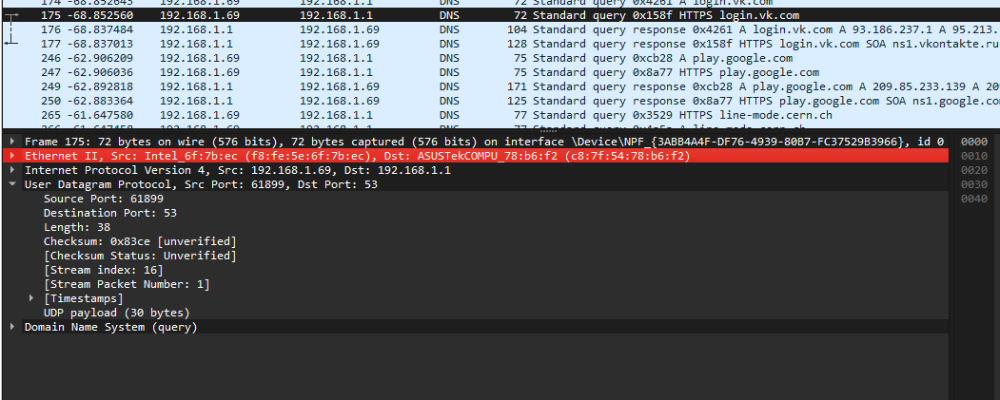 174 -68.852643 192.168.1.69 192.168.1.1 DNS 72 Standard query 0x4261 A login.vk.com
175 -68.852560 192.168.1.69 192.168.1.1 DNS 72 Standard query 0x158f HTTPS login.vk.com
176 -68.837484 192.168.1.1 192.168.1.69 DNS 104 Standard query response 0x4261 A login.vk.com A 93.186.237.1 A 95.213.
177 -68.837013 192.168.1.1 192.168.1.69 DNS 128 Standard query response 0x158f HTTPS login.vk.com SOA ns1.vkontakte.ru
246 -62.906209 192.168.1.69 192.168.1.1 DNS 75 Standard query 0xcb28 A play.google.com
247 -62.906036 192.168.1.69 192.168.1.1 DNS 75 Standard query 0x8a77 HTTPS play.google.com
249 -62.892818 192.168.1.1 192.168.1.69 DNS 171 Standard query response 0xcb28 A play.google.com A 209.85.233.139 A 20
250 -62.883364 192.168.1.1 192.168.1.69 DNS 125 Standard query response 0x8a77 HTTPS play.google.com SOA ns1.google.co
265 -61.647580 192.168.1.69 192.168.1.1 DNS 77 Standard query 0x3529 HTTPS line-mode.cern.ch
266 -61.647458 192.168.1.69 192.168.1.1 DNS 77 Standard query A line-mode.cern.ch
Frame 175: 72 bytes on wire (576 bits), 72 bytes captured (576 bits) on interface \Device\NPF_{3ABB4A4F-DF76-4939-80B7-FC37529B3966}, id 0
Ethernet II, Src: Intel_6f:7b:ec (f8:fe:5e:6f:7b:ec), Dst: ASUSTekCOMPU_78:b6:f2 (c8:7f:54:78:b6:f2)
Internet Protocol Version 4, Src: 192.168.1.69, Dst: 192.168.1.1
User Datagram Protocol, Src Port: 61899, Dst Port: 53
Source Port: 61899
Destination Port: 53
Length: 38
Checksum: 0x83ce [unverified]
[Checksum Status: Unverified]
[Stream index: 16]
[Stream Packet Number: 1]
[Timestamps]
UDP payload (30 bytes)
Domain Name System (query)
0000
0010
0020
0030
0040